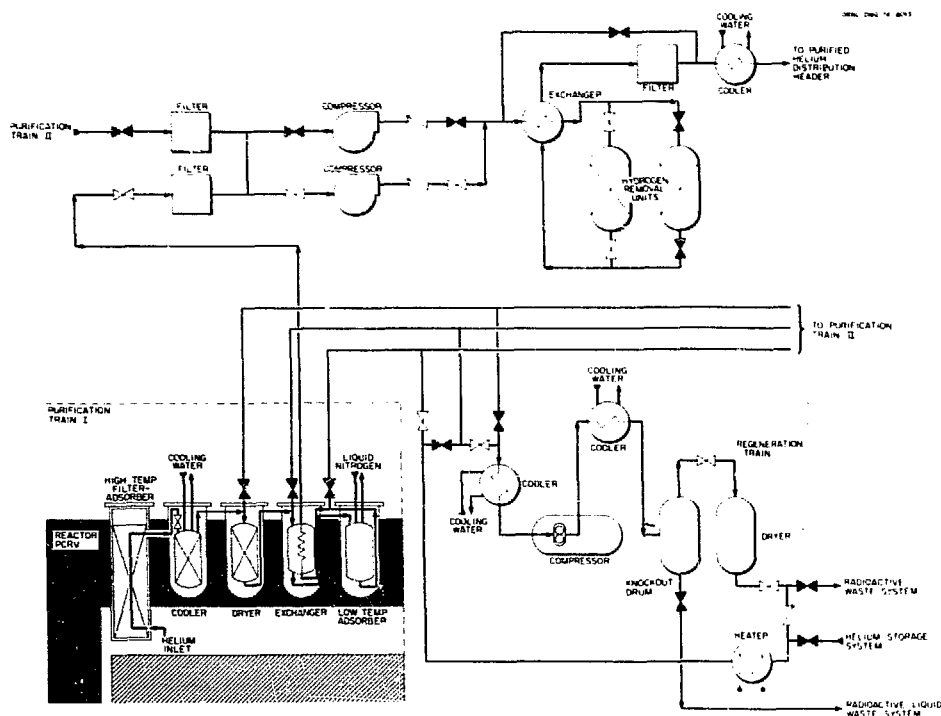 COOLING
WATER
TO PURIFIED
HELIUM
DISTRIBUTION
HEADER
COOLER
FILTER
EXCHANGER
FILTER
COMPRESSOR
PURIFICATION
TRAIN II
FILTER
COMPRESSOR
HYDROGEN
REMOVAL
UNITS
TO PURIFICATION
TRAIN II
COOLING
WATER
COOLER
PURIFICATION
TRAIN I
REGENERATION
TRAIN
COOLING
WATER
LIQUID
NITROGEN
HIGH TEMP
FILTER-
ADSORBER
COOLER
COOLING
WATER
REACTOR
PCRV
COMPRESSOR
DRYER
KNOCKOUT
DRUM
COOLER
DRYER
EXCHANGER
LOW TEMP
ADSORBER
RADIOACTIVE
WASTE SYSTEM
HELIUM
INLET
HEATER
HELIUM STORAGE
SYSTEM
RADIOACTIVE LIQUID
WASTE SYSTEM